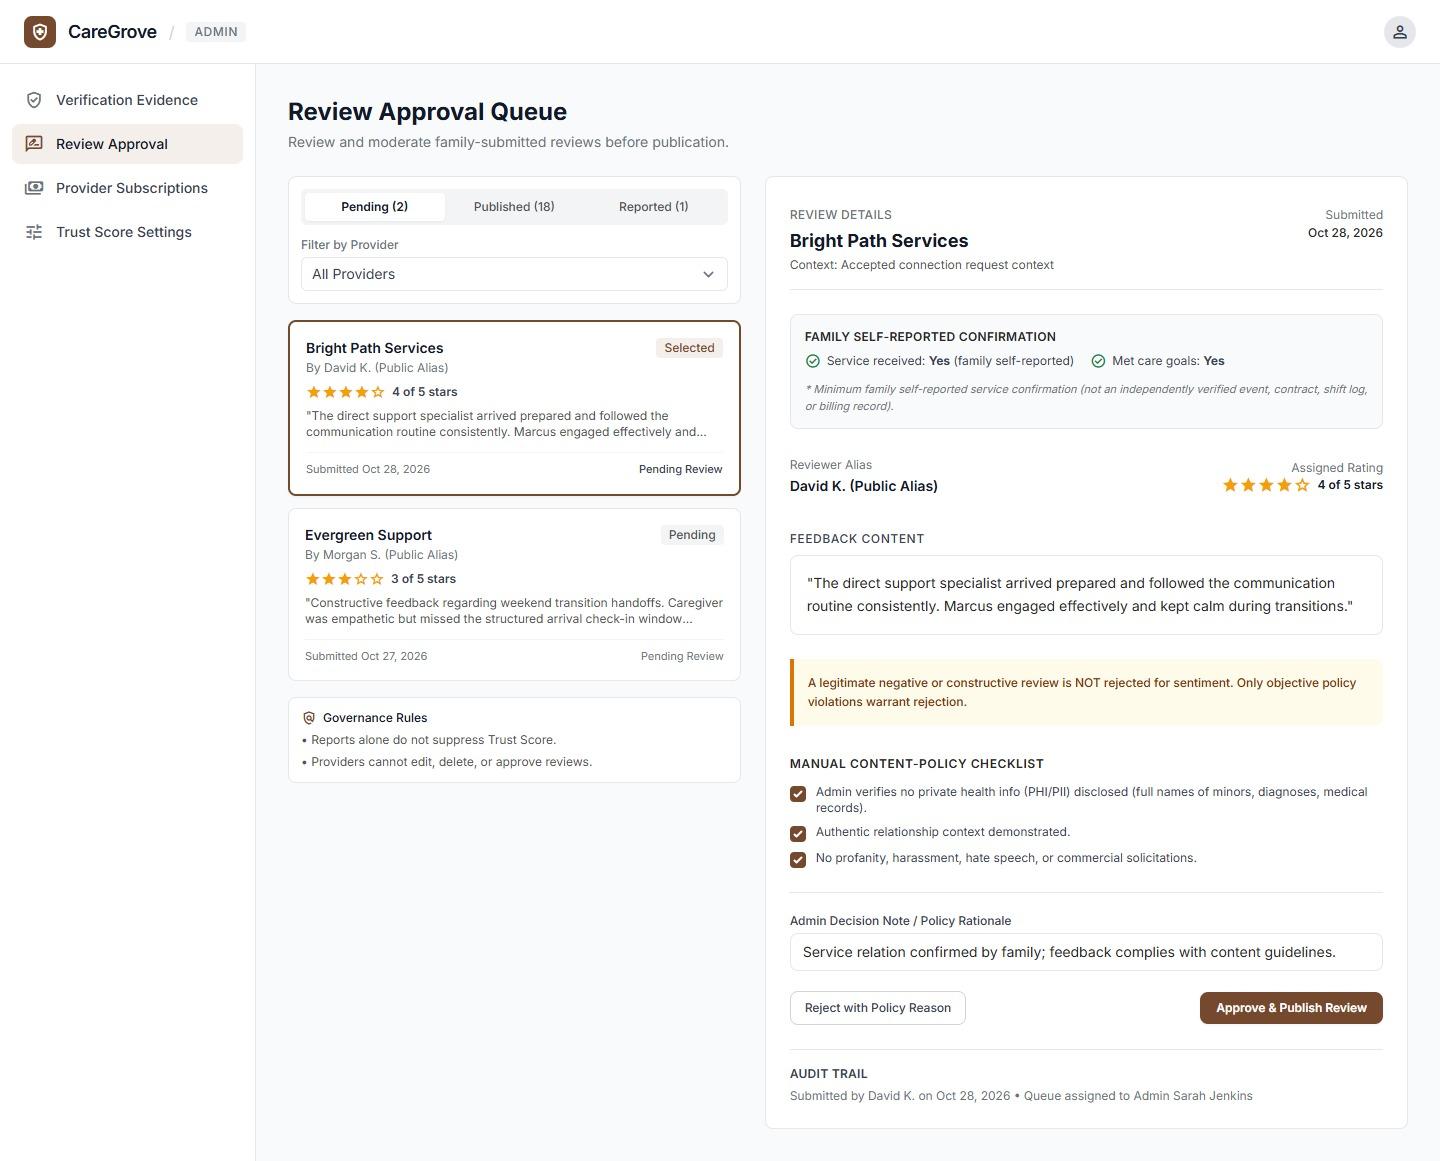 CareGrove / ADMIN
Verification Evidence
Review Approval
Provider Subscriptions
Trust Score Settings
Review Approval Queue
Review and moderate family-submitted reviews before publication.
Pending (2) Published (18) Reported (1)
Filter by Provider
All Providers
Bright Path Services Selected
By David K. (Public Alias)
4 of 5 stars
"The direct support specialist arrived prepared and followed the
communication routine consistently. Marcus engaged effectively and...
Submitted Oct 28, 2026 Pending Review
Evergreen Support Pending
By Morgan S. (Public Alias)
3 of 5 stars
"Constructive feedback regarding weekend transition handoffs. Caregiver
was empathetic but missed the structured arrival check-in window...
Submitted Oct 27, 2026 Pending Review
Governance Rules
• Reports alone do not suppress Trust Score.
• Providers cannot edit, delete, or approve reviews.
REVIEW DETAILS Submitted
Bright Path Services Oct 28, 2026
Context: Accepted connection request context
FAMILY SELF-REPORTED CONFIRMATION
Service received: Yes (family self-reported) Met care goals: Yes
* Minimum family self-reported service confirmation (not an independently verified event, contract, shift log,
or billing record).
Reviewer Alias Assigned Rating
David K. (Public Alias) 4 of 5 stars
FEEDBACK CONTENT
"The direct support specialist arrived prepared and followed the communication
routine consistently. Marcus engaged effectively and kept calm during transitions."
A legitimate negative or constructive review is NOT rejected for sentiment. Only objective policy
violations warrant rejection.
MANUAL CONTENT-POLICY CHECKLIST
Admin verifies no private health info (PHI/PII) disclosed (full names of minors, diagnoses, medical
records).
Authentic relationship context demonstrated.
No profanity, harassment, hate speech, or commercial solicitations.
Admin Decision Note / Policy Rationale
Service relation confirmed by family; feedback complies with content guidelines.
Reject with Policy Reason Approve & Publish Review
AUDIT TRAIL
Submitted by David K. on Oct 28, 2026 • Queue assigned to Admin Sarah Jenkins